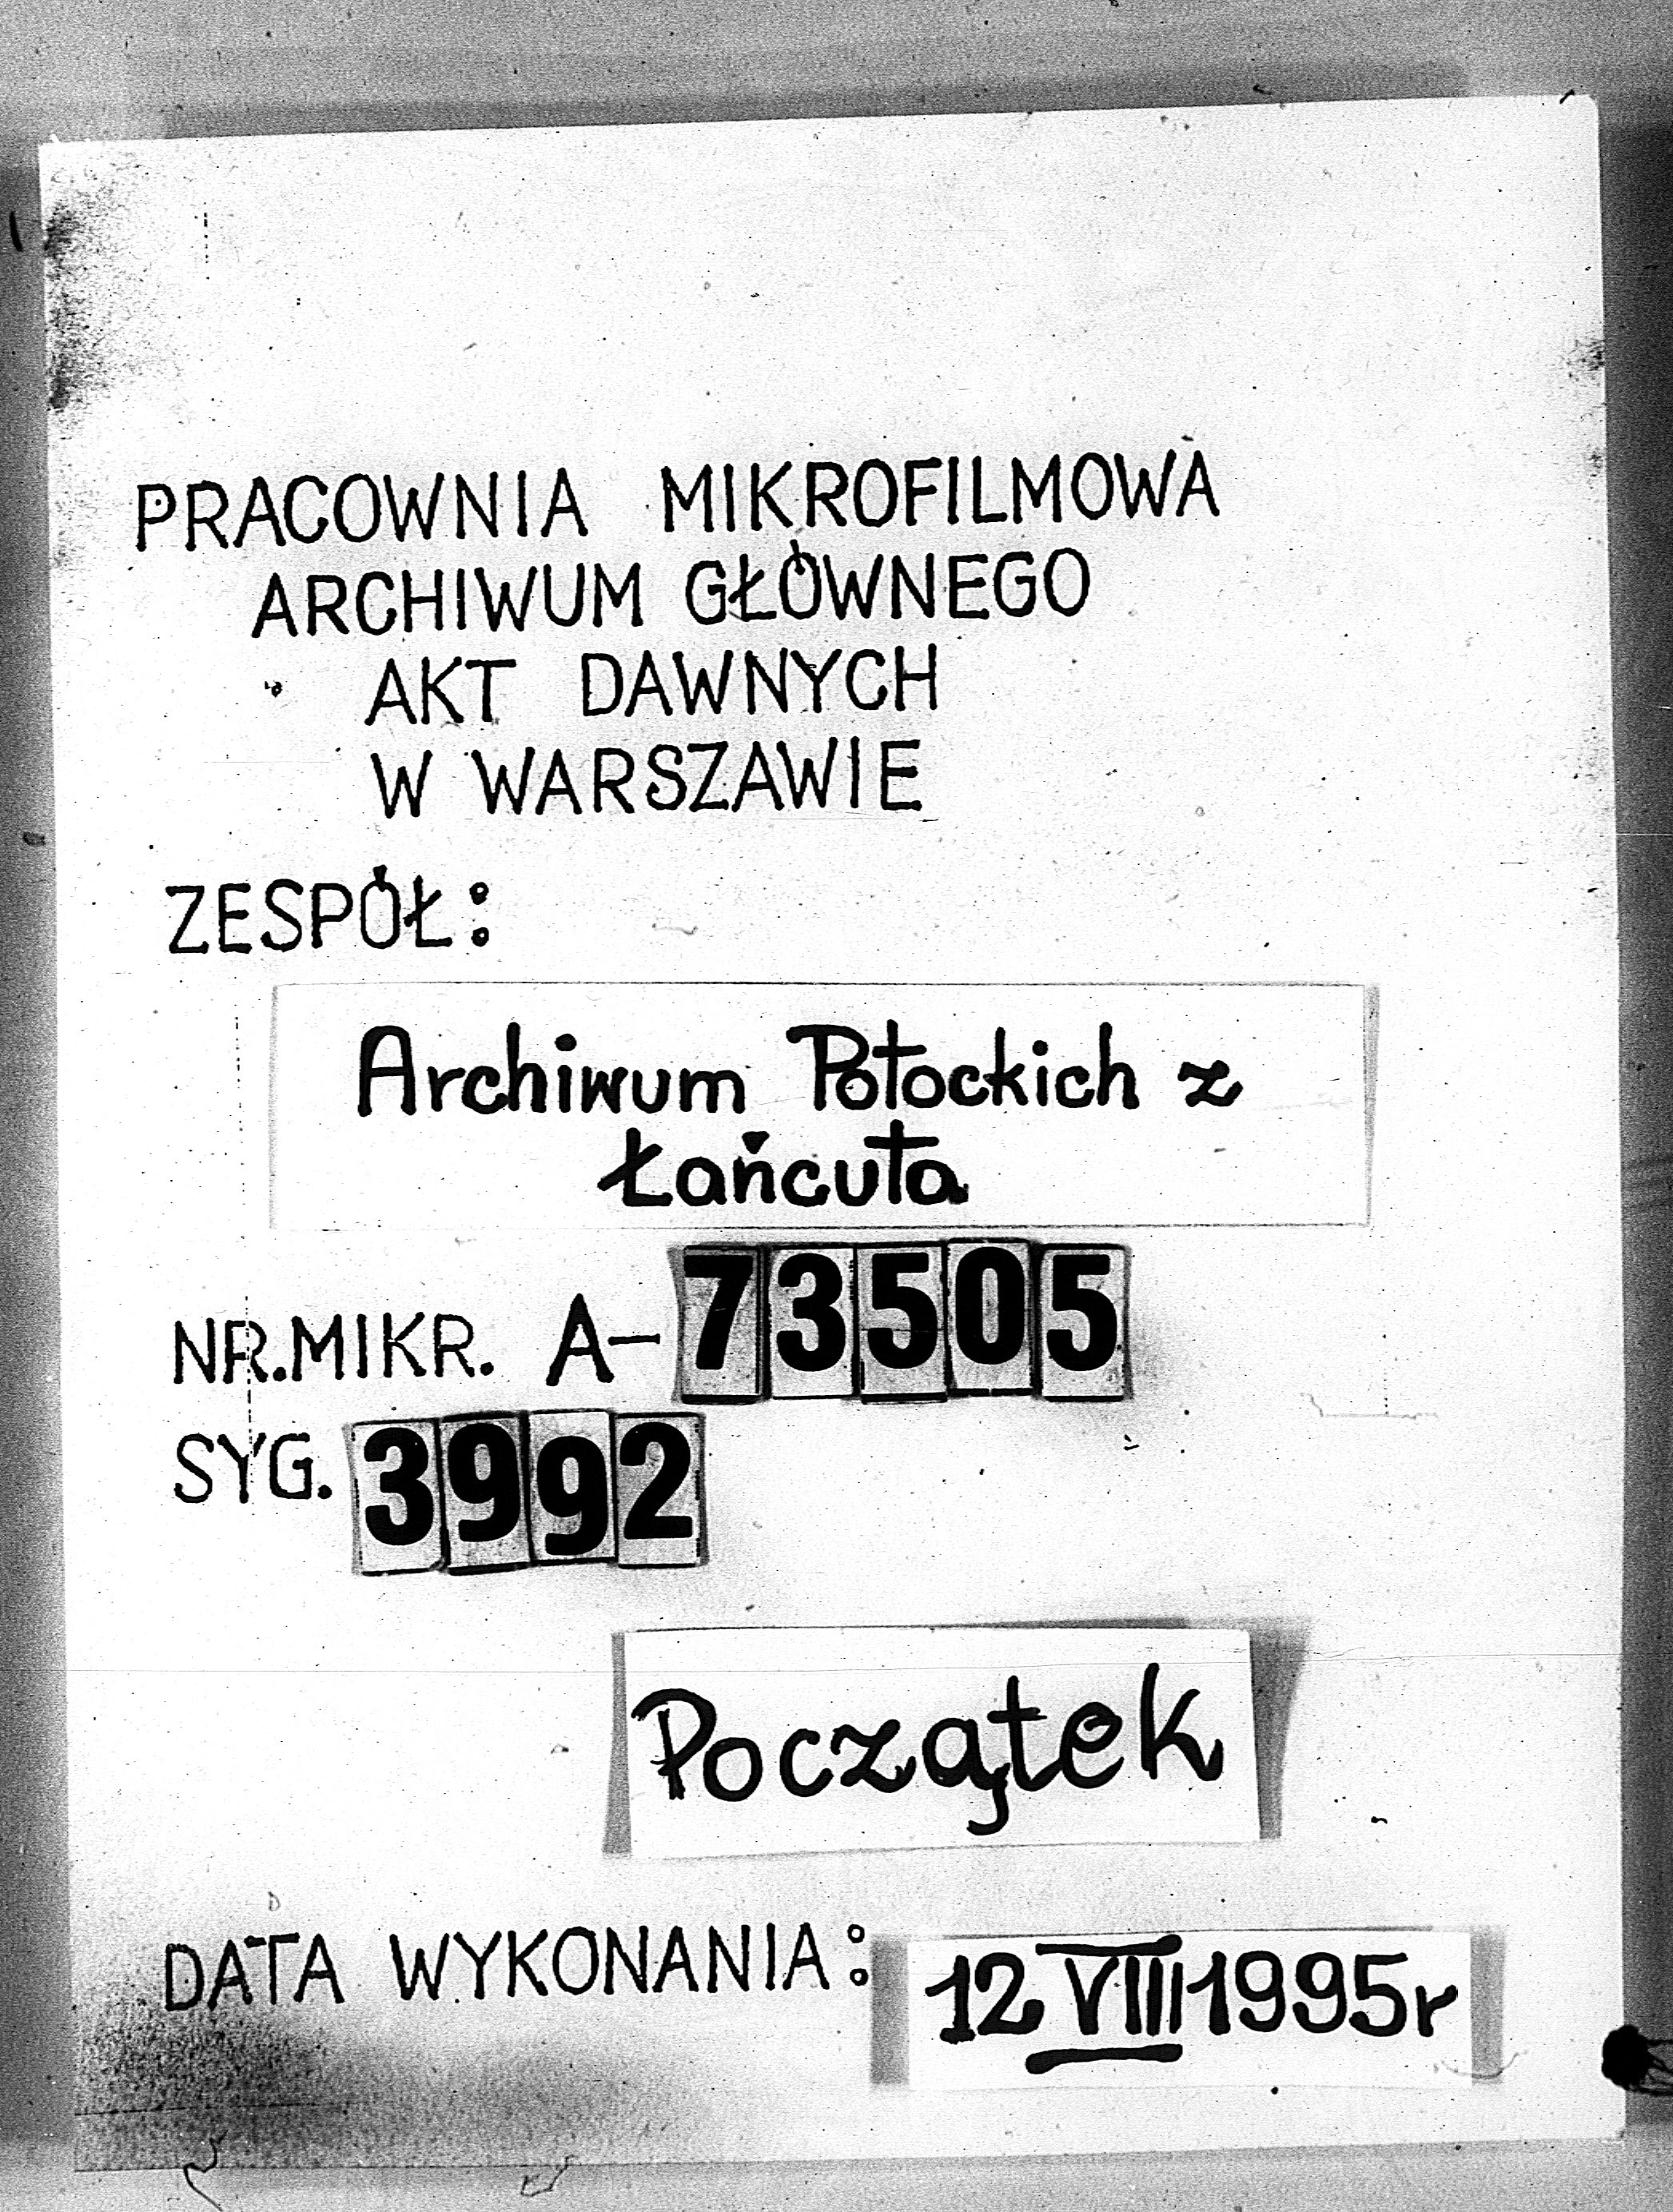 PRACOWNIA MIKROFILMOWA
ARCHIWUM GŁÓWNEGO
AKT DAWNYCH
W WARSZAWIE
ZESPÓŁ:
Archiwum Potockich z
Łańcuta
NR.MIKR. A-73505
SYG. 3992
Początek
DATA WYKONANIA: 12 VIII 1995r